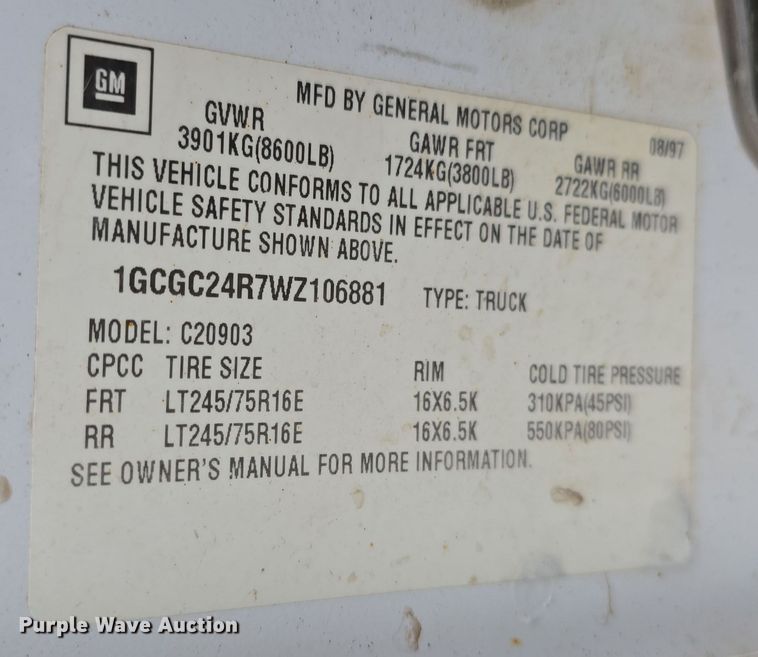 GM
MFD BY GENERAL MOTORS CORP 08/97
GVWR GAWR FRT GAWR RR
3901KG(8600LB) 1724KG(3800LB) 2722KG(6000LB)
THIS VEHICLE CONFORMS TO ALL APPLICABLE U.S. FEDERAL MOTOR
VEHICLE SAFETY STANDARDS IN EFFECT ON THE DATE OF
MANUFACTURE SHOWN ABOVE.
1GCGC24R7WZ106881 TYPE: TRUCK
MODEL: C20903
CPCC TIRE SIZE RIM COLD TIRE PRESSURE
FRT LT245/75R16E 16X6.5K 310KPA(45PSI)
RR LT245/75R16E 16X6.5K 550KPA(80PSI)
SEE OWNER'S MANUAL FOR MORE INFORMATION.
Purple Wave Auction